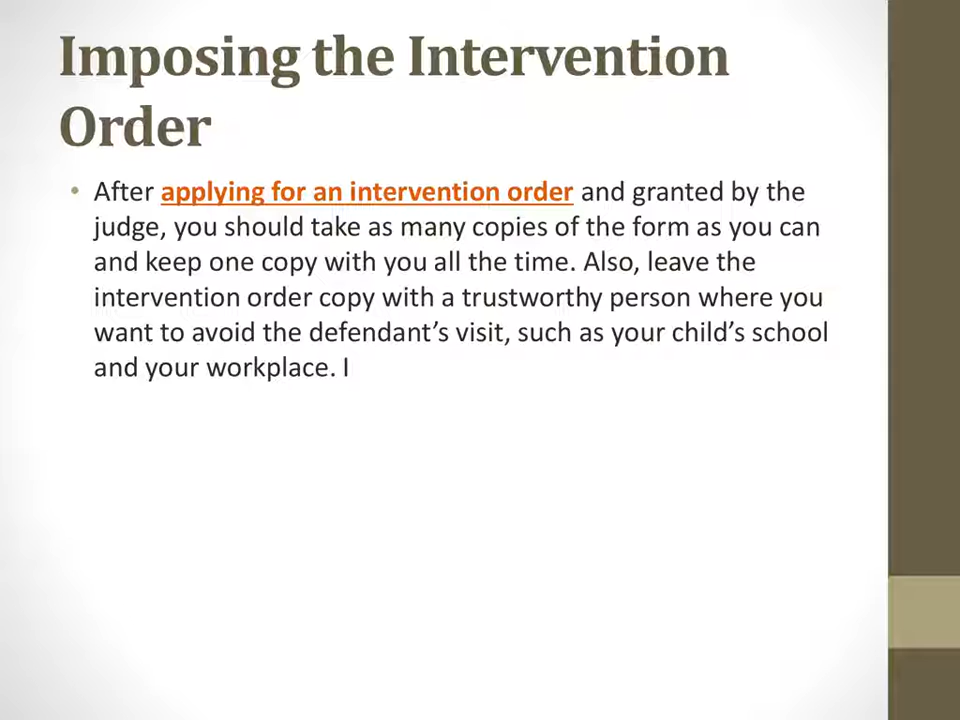 Imposing the Intervention
Order
• After applying for an intervention order and granted by the
judge, you should take as many copies of the form as you can
and keep one copy with you all the time. Also, leave the
intervention order copy with a trustworthy person where you
want to avoid the defendant’s visit, such as your child’s school
and your workplace. I